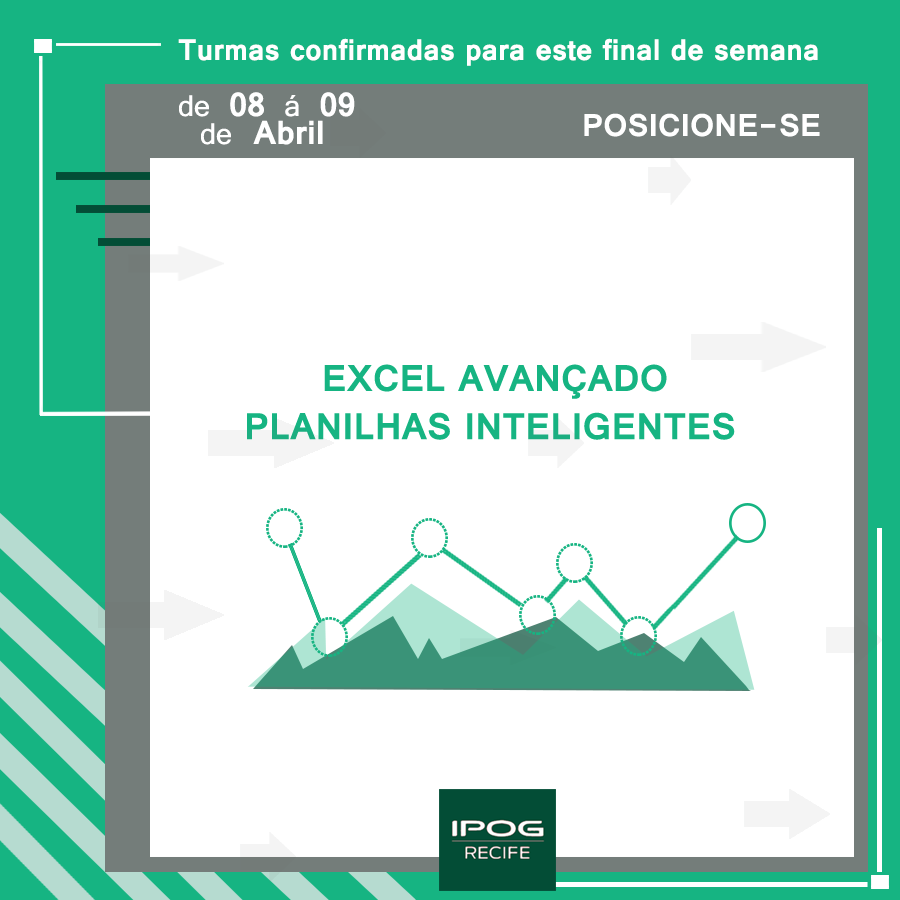 Turmas confirmadas para este final de semana
de 08 á 09
de Abril
POSICIONE-SE
EXCEL AVANÇADO
PLANILHAS INTELIGENTES
IPOG
RECIFE